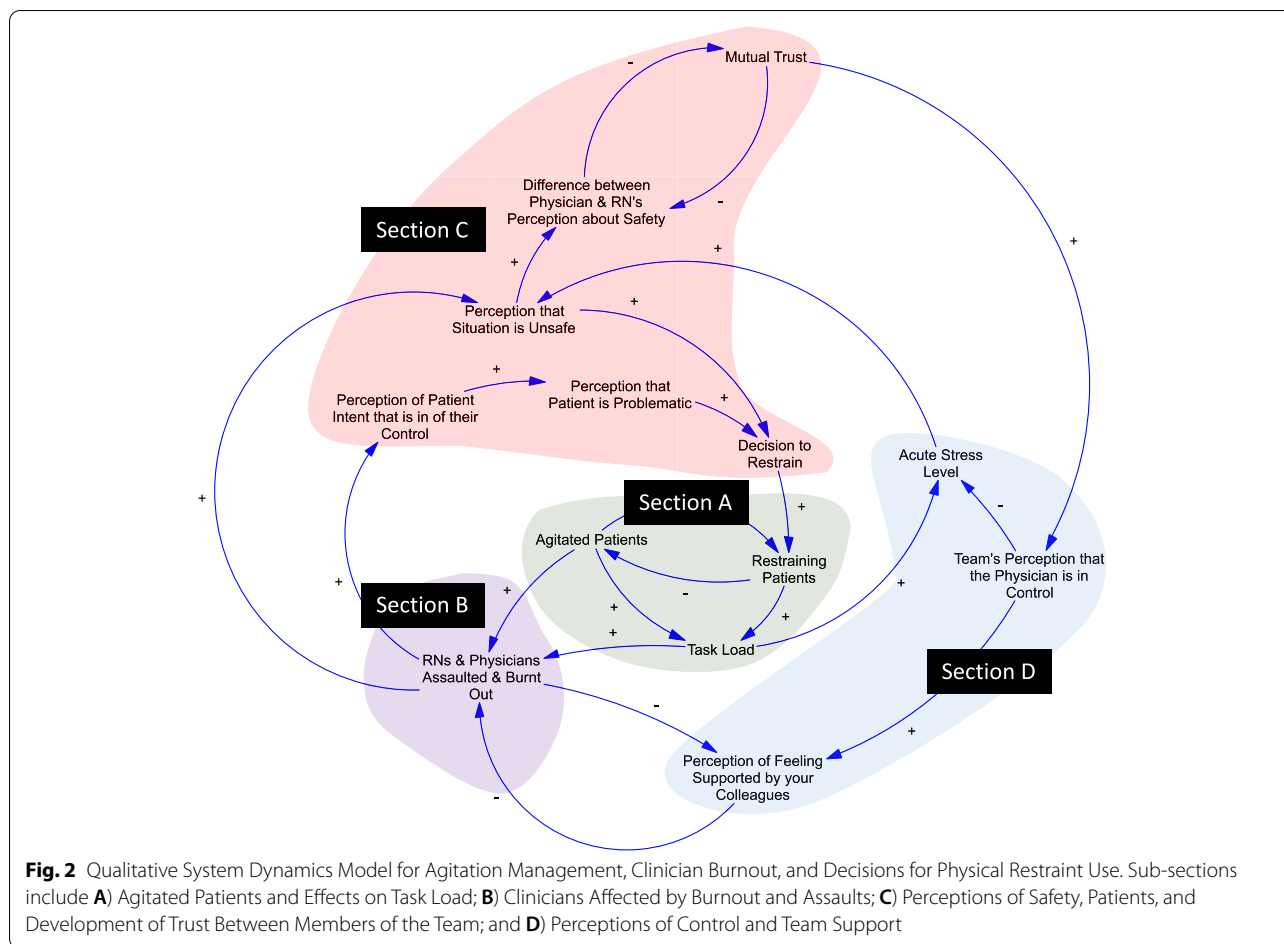 -
Mutual Trust
Difference between
Physician & RN's
Perception about Safety
-
Section C
+
+
+
Perception that
Situation is Unsafe
+
+
Perception of Patient
Intent that is in of their
Control
Perception that
Patient is Problematic
+
Decision to
Restrain
Acute Stress
Level
+
Section A
+
-
Agitated Patients
Restraining
Patients
Team's Perception that
the Physician is in
Control
+
Section B
+
-
+
+
+
+
Task Load
RNs & Physicians
Assaulted & Burnt
Out
Section D
-
+
Perception of Feeling
Supported by your
Colleagues
-
Fig. 2 Qualitative System Dynamics Model for Agitation Management, Clinician Burnout, and Decisions for Physical Restraint Use. Sub-sections
include A) Agitated Patients and Effects on Task Load; B) Clinicians Affected by Burnout and Assaults; C) Perceptions of Safety, Patients, and
Development of Trust Between Members of the Team; and D) Perceptions of Control and Team Support